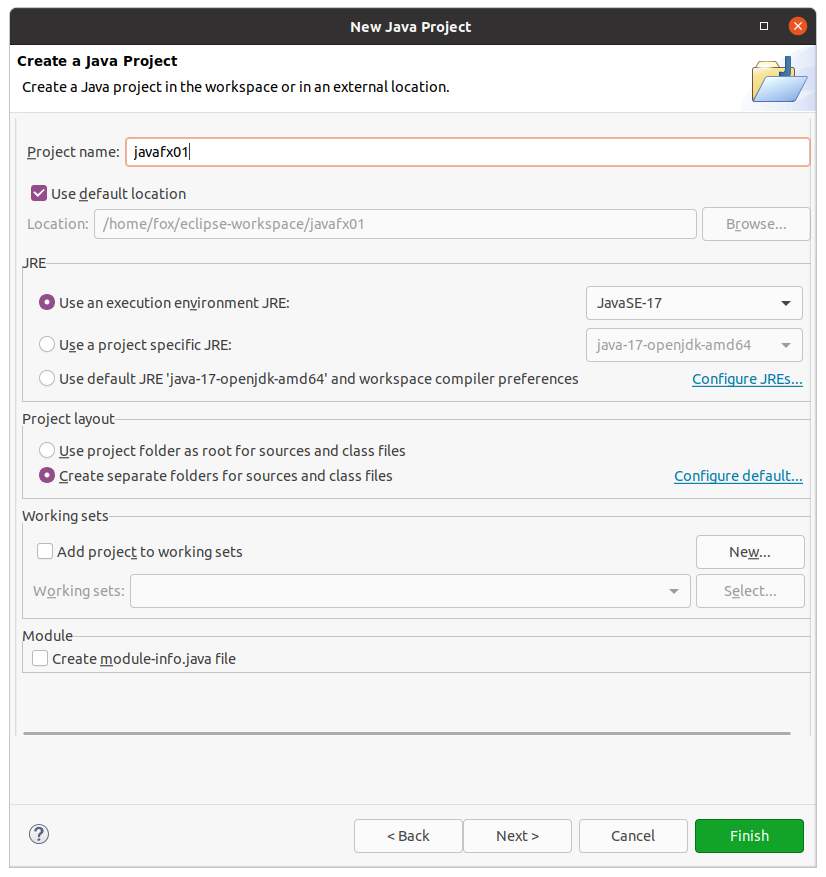 New Java Project
Create a Java Project
Create a Java project in the workspace or in an external location.
Project name: javafx01
Use default location
Location: /home/fox/eclipse-workspace/javafx01 Browse...
JRE
Use an execution environment JRE: JavaSE-17
Use a project specific JRE: java-17-openjdk-amd64
Use default JRE 'java-17-openjdk-amd64' and workspace compiler preferences Configure JREs...
Project layout
Use project folder as root for sources and class files
Create separate folders for sources and class files Configure default...
Working sets
Add project to working sets New...
Working sets: Select...
Module
Create module-info.java file
? < Back Next > Cancel Finish